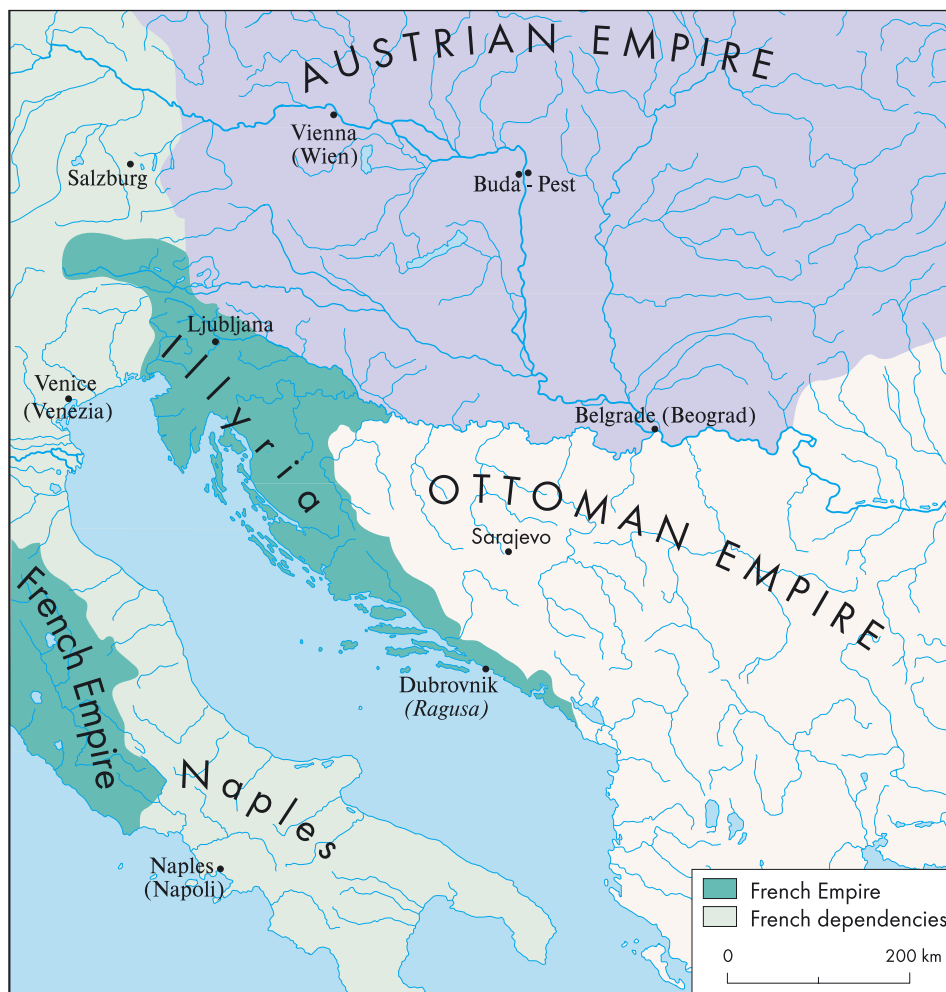 AUSTRIAN EMPIRE
Vienna
(Wien)
Salzburg
Buda - Pest
Ljubljana
Illyria
Venice
(Venezia)
Belgrade (Beograd)
OTTOMAN EMPIRE
Sarajevo
French Empire
Dubrovnik
(Ragusa)
Naples
Naples
(Napoli)
French Empire
French dependencies
0 200 km